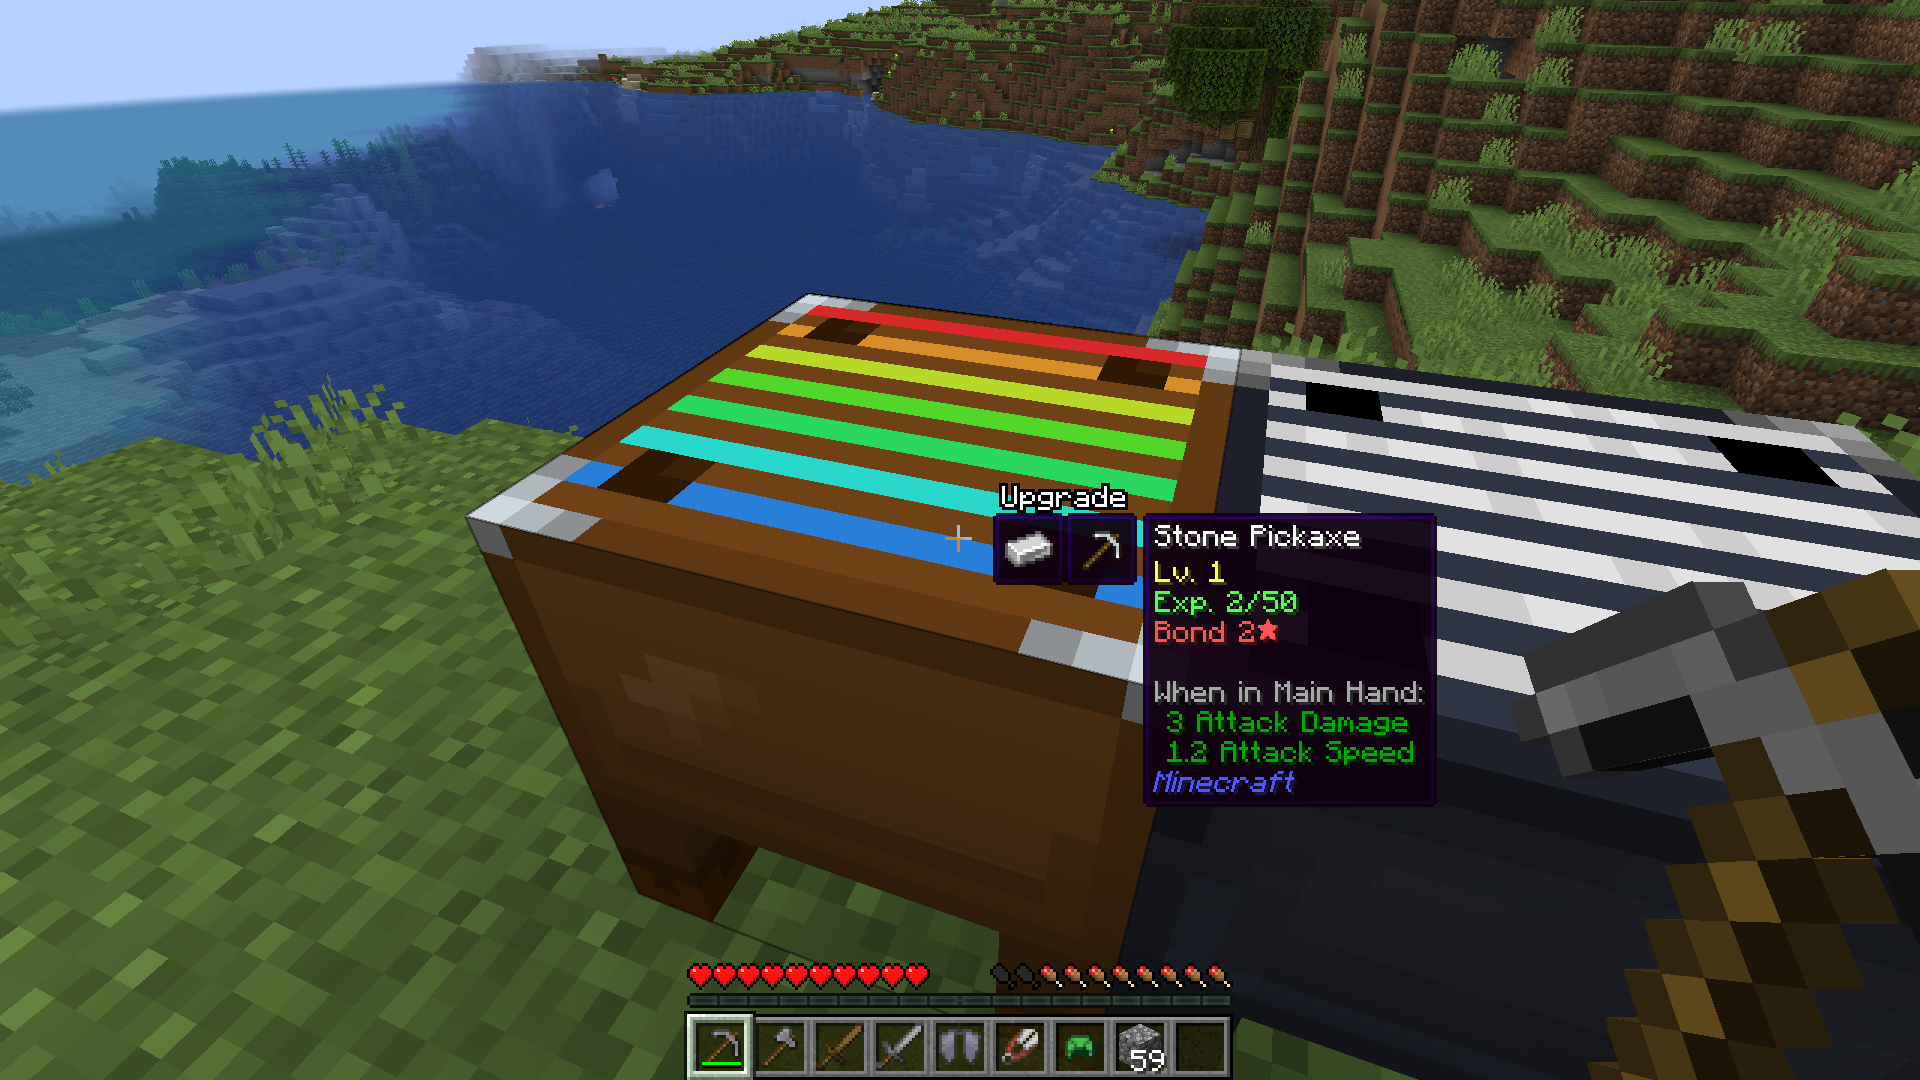 Upgrade
Stone Pickaxe
Lv. 1
Exp. 2/50
Bond 2★
When in Main Hand:
3 Attack Damage
1.2 Attack Speed
Minecraft
59